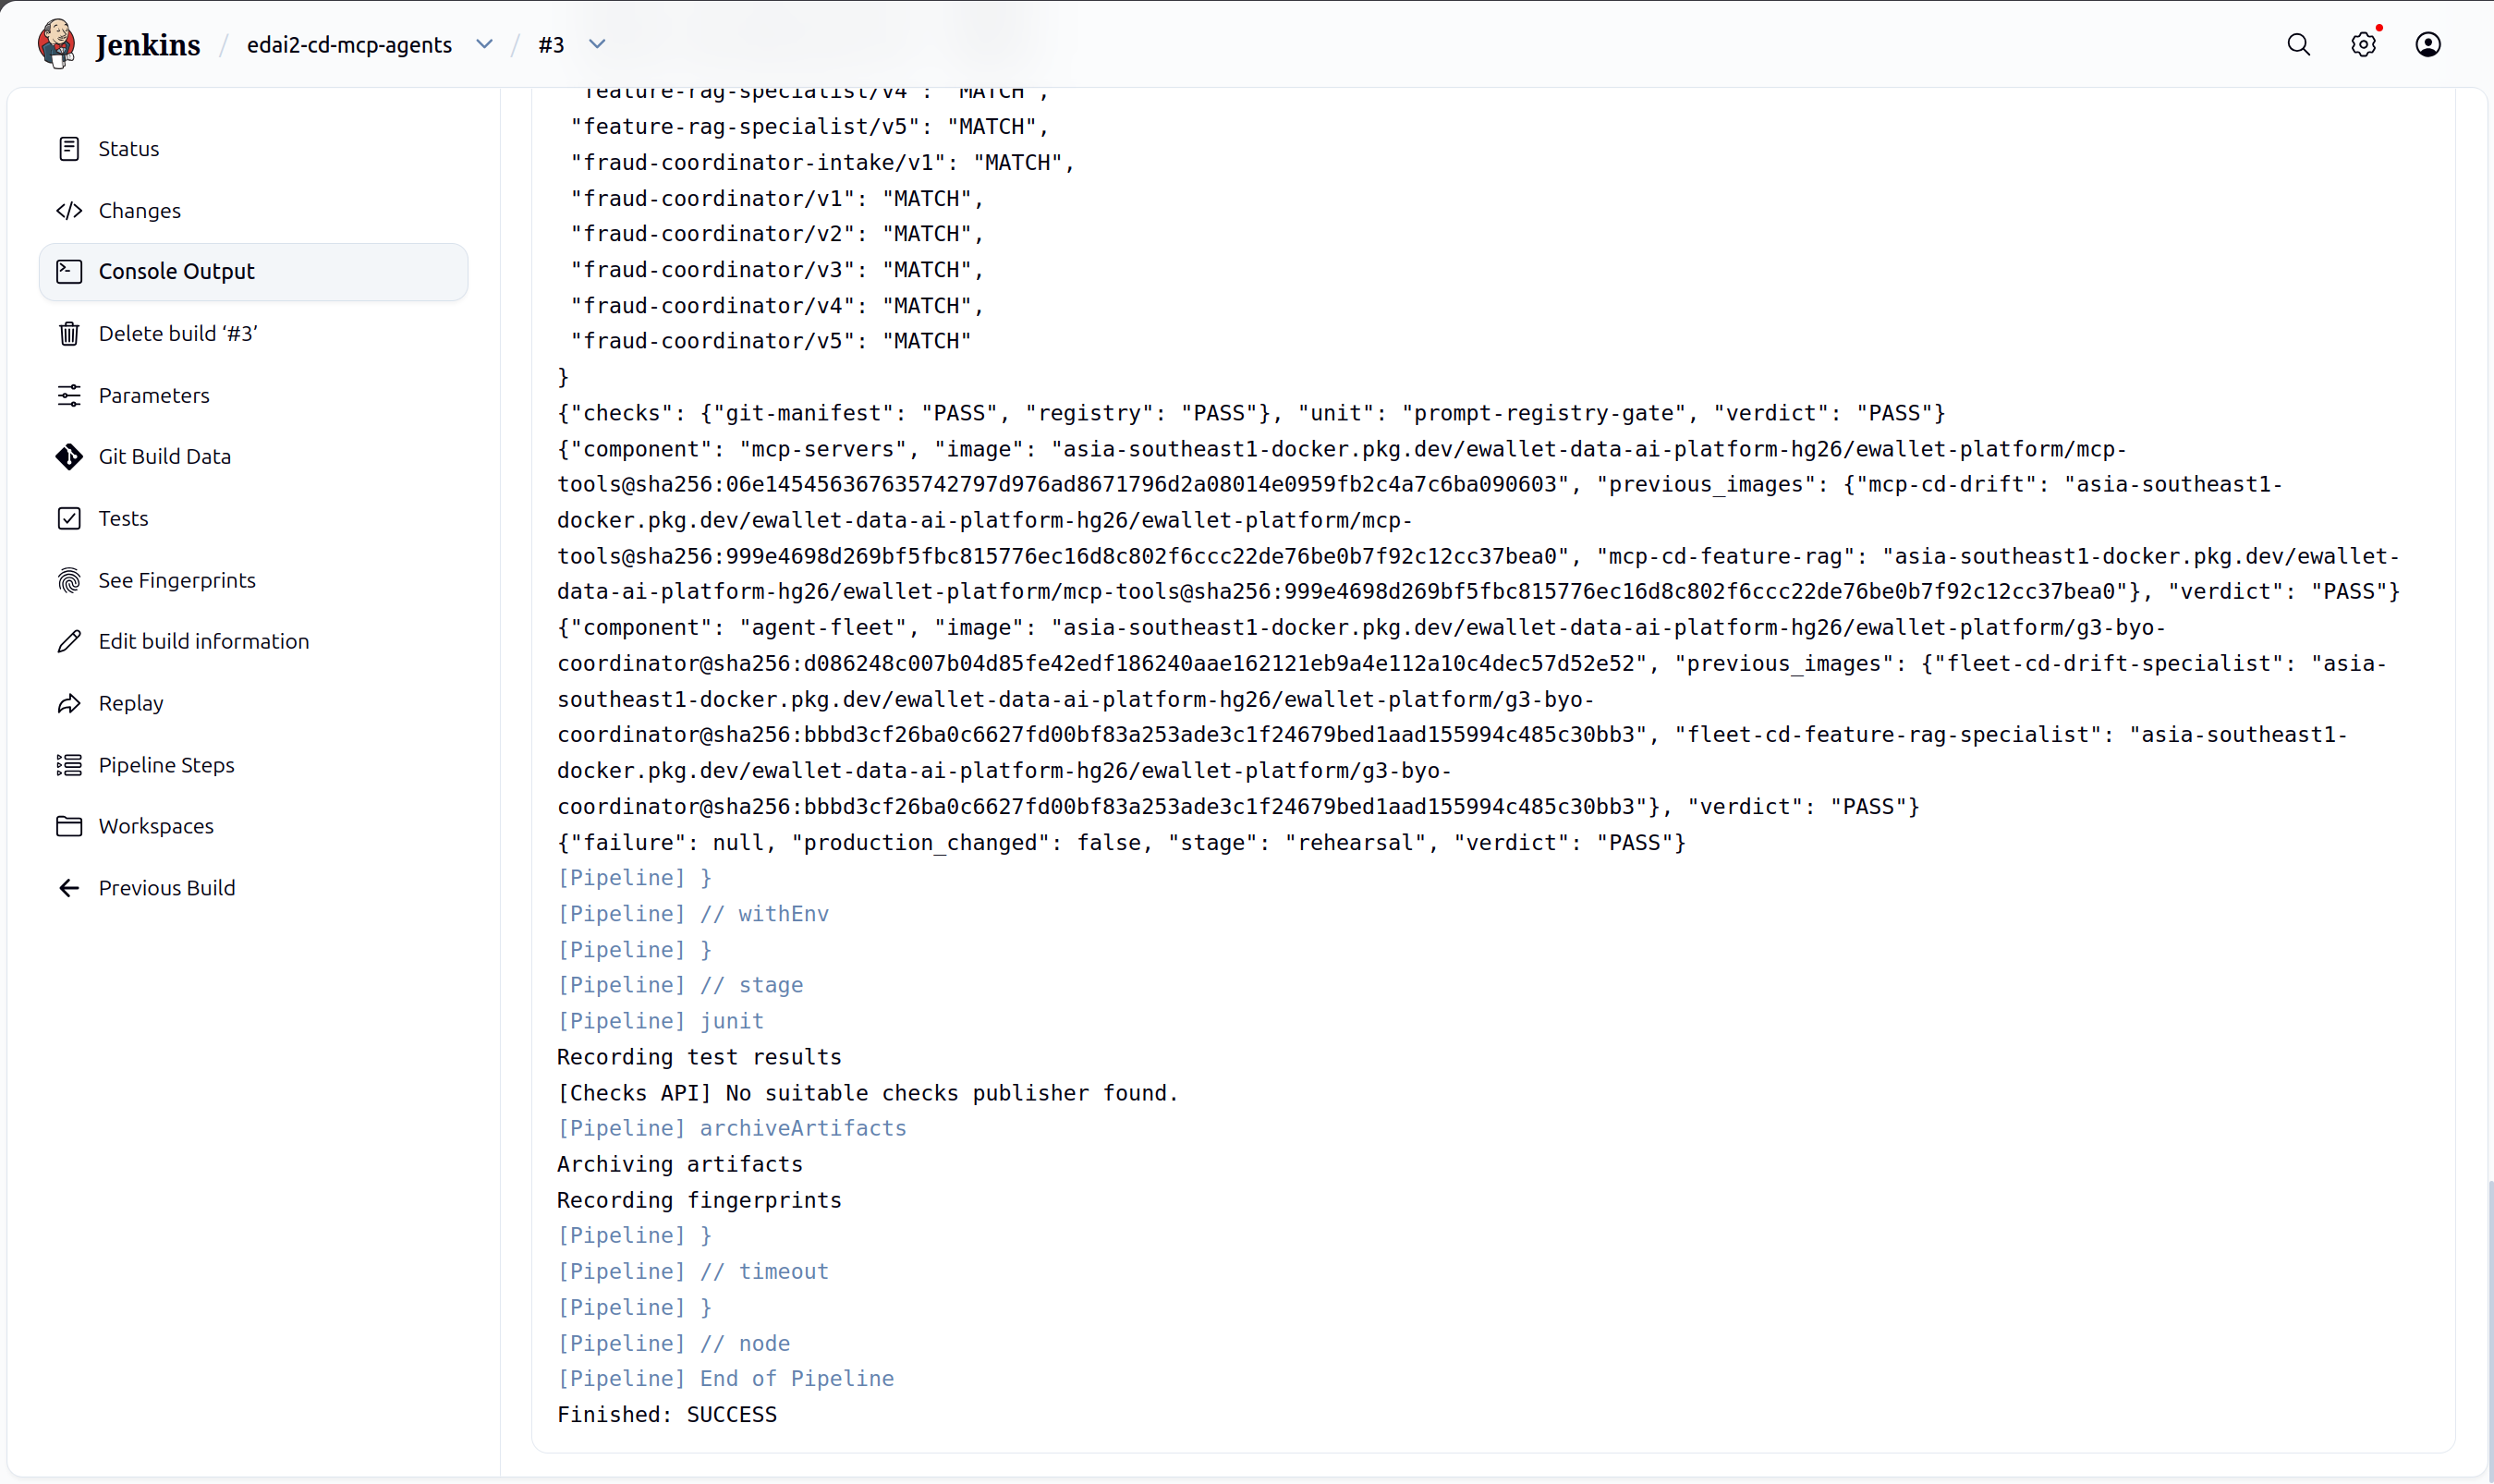 Jenkins / edai2-cd-mcp-agents / #3
Status
Changes
Console Output
Delete build ‘#3’
Parameters
Git Build Data
Tests
See Fingerprints
Edit build information
Replay
Pipeline Steps
Workspaces
Previous Build
"feature-rag-specialist/v4": "MATCH",
"feature-rag-specialist/v5": "MATCH",
"fraud-coordinator-intake/v1": "MATCH",
"fraud-coordinator/v1": "MATCH",
"fraud-coordinator/v2": "MATCH",
"fraud-coordinator/v3": "MATCH",
"fraud-coordinator/v4": "MATCH",
"fraud-coordinator/v5": "MATCH"
}
{"checks": {"git-manifest": "PASS", "registry": "PASS"}, "unit": "prompt-registry-gate", "verdict": "PASS"}
{"component": "mcp-servers", "image": "asia-southeast1-docker.pkg.dev/ewallet-data-ai-platform-hg26/ewallet-platform/mcp-
tools@sha256:06e145456367635742797d976ad8671796d2a08014e0959fb2c4a7c6ba090603", "previous_images": {"mcp-cd-drift": "asia-southeast1-
docker.pkg.dev/ewallet-data-ai-platform-hg26/ewallet-platform/mcp-
tools@sha256:999e4698d269bf5fbc815776ec16d8c802f6ccc22de76be0b7f92c12cc37bea0", "mcp-cd-feature-rag": "asia-southeast1-docker.pkg.dev/ewallet-
data-ai-platform-hg26/ewallet-platform/mcp-tools@sha256:999e4698d269bf5fbc815776ec16d8c802f6ccc22de76be0b7f92c12cc37bea0"}, "verdict": "PASS"}
{"component": "agent-fleet", "image": "asia-southeast1-docker.pkg.dev/ewallet-data-ai-platform-hg26/ewallet-platform/g3-byo-
coordinator@sha256:d086248c007b04d85fe42edf186240aae162121eb9a4e112a10c4dec57d52e52", "previous_images": {"fleet-cd-drift-specialist": "asia-
southeast1-docker.pkg.dev/ewallet-data-ai-platform-hg26/ewallet-platform/g3-byo-
coordinator@sha256:bbbd3cf26ba0c6627fd00bf83a253ade3c1f24679bed1aad155994c485c30bb3", "fleet-cd-feature-rag-specialist": "asia-southeast1-
docker.pkg.dev/ewallet-data-ai-platform-hg26/ewallet-platform/g3-byo-
coordinator@sha256:bbbd3cf26ba0c6627fd00bf83a253ade3c1f24679bed1aad155994c485c30bb3"}, "verdict": "PASS"}
{"failure": null, "production_changed": false, "stage": "rehearsal", "verdict": "PASS"}
[Pipeline] }
[Pipeline] // withEnv
[Pipeline] }
[Pipeline] // stage
[Pipeline] junit
Recording test results
[Checks API] No suitable checks publisher found.
[Pipeline] archiveArtifacts
Archiving artifacts
Recording fingerprints
[Pipeline] }
[Pipeline] // timeout
[Pipeline] }
[Pipeline] // node
[Pipeline] End of Pipeline
Finished: SUCCESS